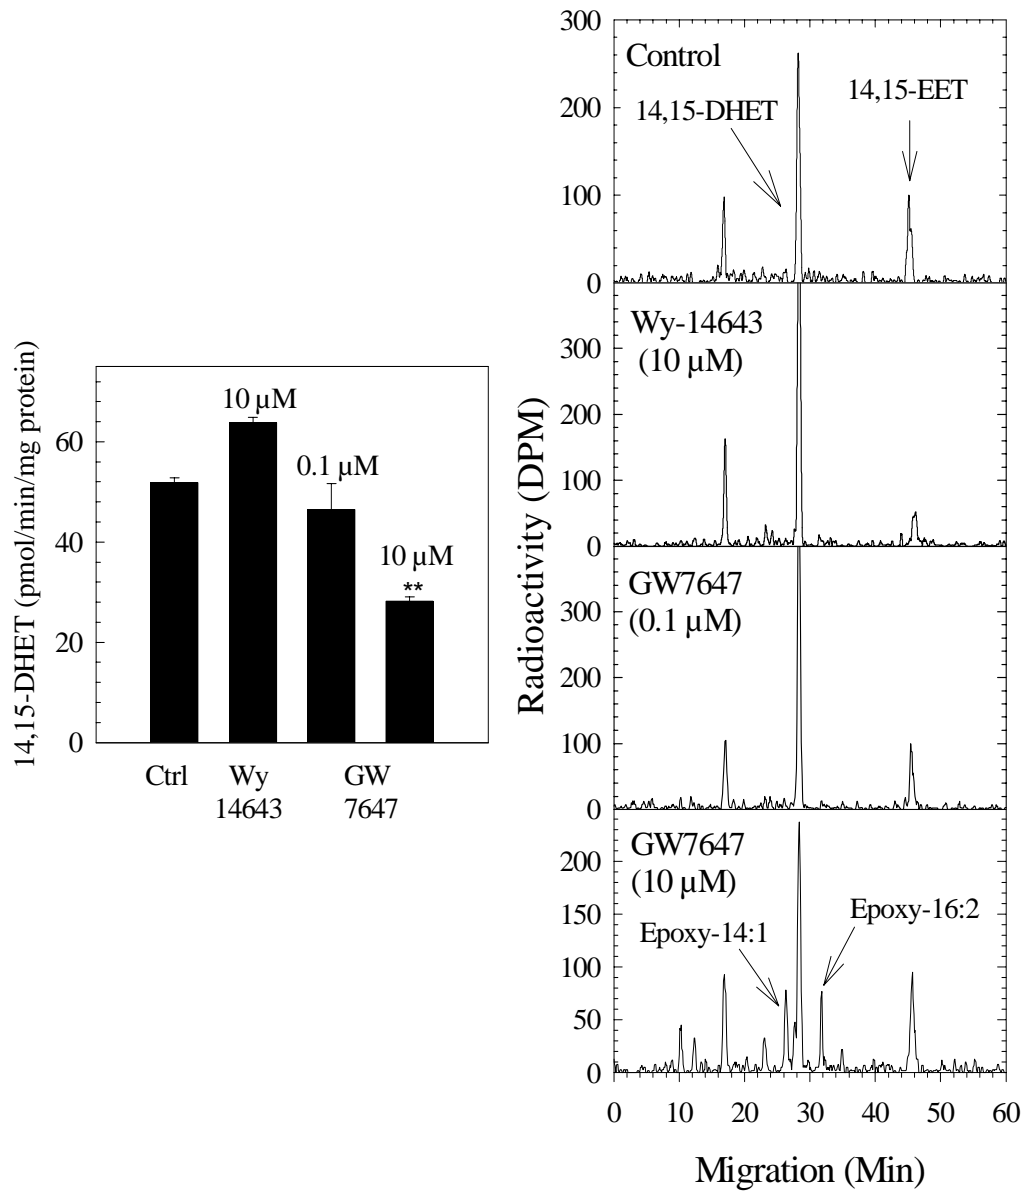 14,15-DHET (pmol/min/mg protein)
60
40
20
0
10 µM
0.1 µM
10 µM
**
Ctrl
Wy
14643
GW
7647
Radioactivity (DPM)
300
200
100
0
Control
14,15-DHET
14,15-EET
300
200
100
0
Wy-14643
(10 µM)
300
200
100
0
GW7647
(0.1 µM)
200
150
100
50
0
GW7647
(10 µM)
Epoxy-14:1
Epoxy-16:2
0 10 20 30 40 50 60
Migration (Min)